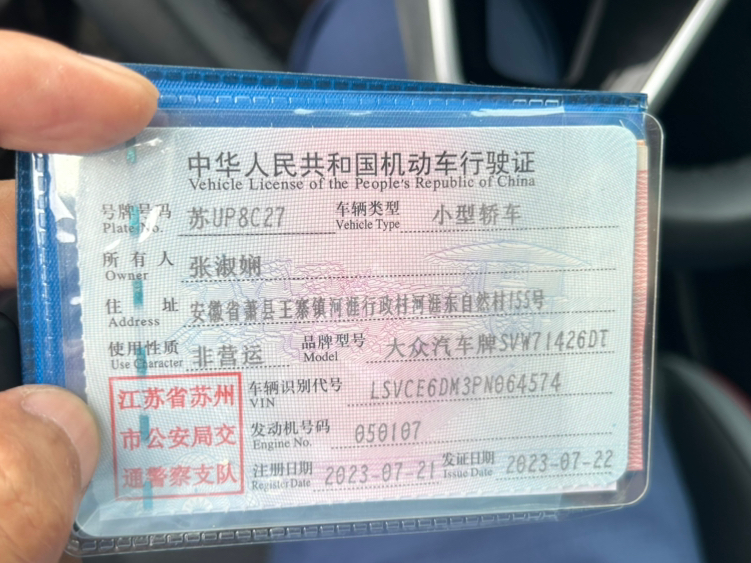 中华人民共和国机动车行驶证
Vehicle License of the People's Republic of China
号牌号码 苏UP8C27 车辆类型 小型轿车
Plate No. Vehicle Type
所有人 张淑娴
Owner
住址 安徽省萧县王寨镇河淮行政村河淮东自然村155号
Address
使用性质 非营运 品牌型号 大众汽车牌SVW71426DT
Use Character Model
江苏省苏州 车辆识别代号 LSVCE6DM3PN064574
VIN
市公安局交 发动机号码 050107
Engine No.
通警察支队 注册日期 2023-07-21 发证日期 2023-07-22
Register Date Issue Date